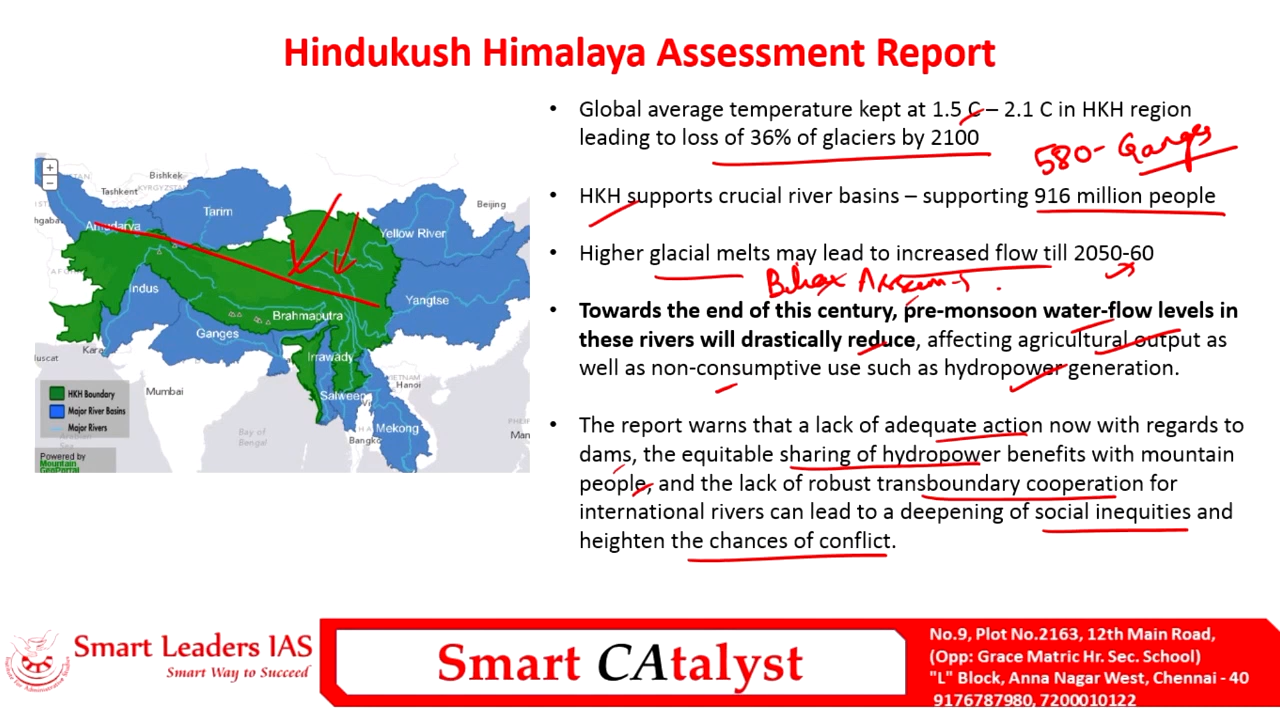 Hindukush Himalaya Assessment Report
• Global average temperature kept at 1.5 C – 2.1 C in HKH region
leading to loss of 36% of glaciers by 2100
580- Ganges
• HKH supports crucial river basins – supporting 916 million people
• Higher glacial melts may lead to increased flow till 2050-60
Bihar Assam
• Towards the end of this century, pre-monsoon water-flow levels in
these rivers will drastically reduce, affecting agricultural output as
well as non-consumptive use such as hydropower generation.
• The report warns that a lack of adequate action now with regards to
dams, the equitable sharing of hydropower benefits with mountain
people, and the lack of robust transboundary cooperation for
international rivers can lead to a deepening of social inequities and
heighten the chances of conflict.
+
−
Bishkek
Tashkent
KYRGYZSTAN
Tarim
Beijing
Amudarya
Yellow River
Indus
Yangtse
Brahmaputra
Ganges
Irrawady
Hanoi
Mumbai
Salween
Bay of
Bengal
Mekong
HKH Boundary
Major River Basins
Major Rivers
Powered by
Mountain
GeoPortal
Smart Leaders IAS
Smart Way to Succeed
Smart CAtalyst
No.9, Plot No.2163, 12th Main Road,
(Opp: Grace Matric Hr. Sec. School)
"L" Block, Anna Nagar West, Chennai - 40
9176787980, 7200010122